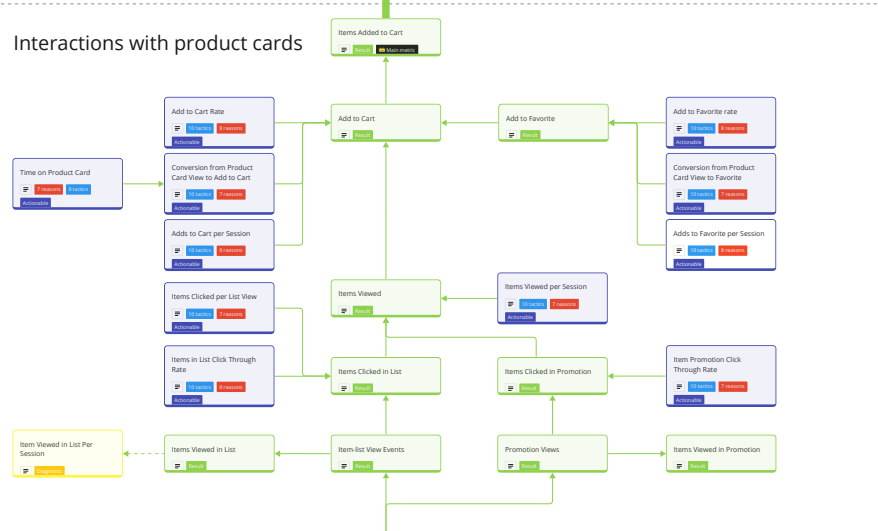 Items Added to Cart
Result
Main metric
Interactions with product cards
Add to Cart Rate
10 tactics 8 reasons
Actionable
Add to Cart
Result
Add to Favorite
Result
Add to Favorite rate
10 tactics 8 reasons
Actionable
Time on Product Card
7 reasons 8 tactics
Actionable
Conversion from Product
Card View to Add to Cart
10 tactics 7 reasons
Actionable
Conversion from Product
Card View to Favorite
10 tactics 7 reasons
Actionable
Adds to Cart per Session
10 tactics 8 reasons
Actionable
Adds to Favorite per Session
10 tactics 8 reasons
Actionable
Items Clicked per List View
10 tactics 7 reasons
Actionable
Items Viewed
Result
Items Viewed per Session
10 tactics 7 reasons
Actionable
Items in List Click Through
Rate
10 tactics 8 reasons
Actionable
Items Clicked in List
Result
Items Clicked in Promotion
Result
Item Promotion Click
Through Rate
10 tactics 7 reasons
Actionable
Item Viewed in List Per
Session
Diagnostic
Items Viewed in List
Result
Item-list View Events
Result
Promotion Views
Result
Items Viewed in Promotion
Result